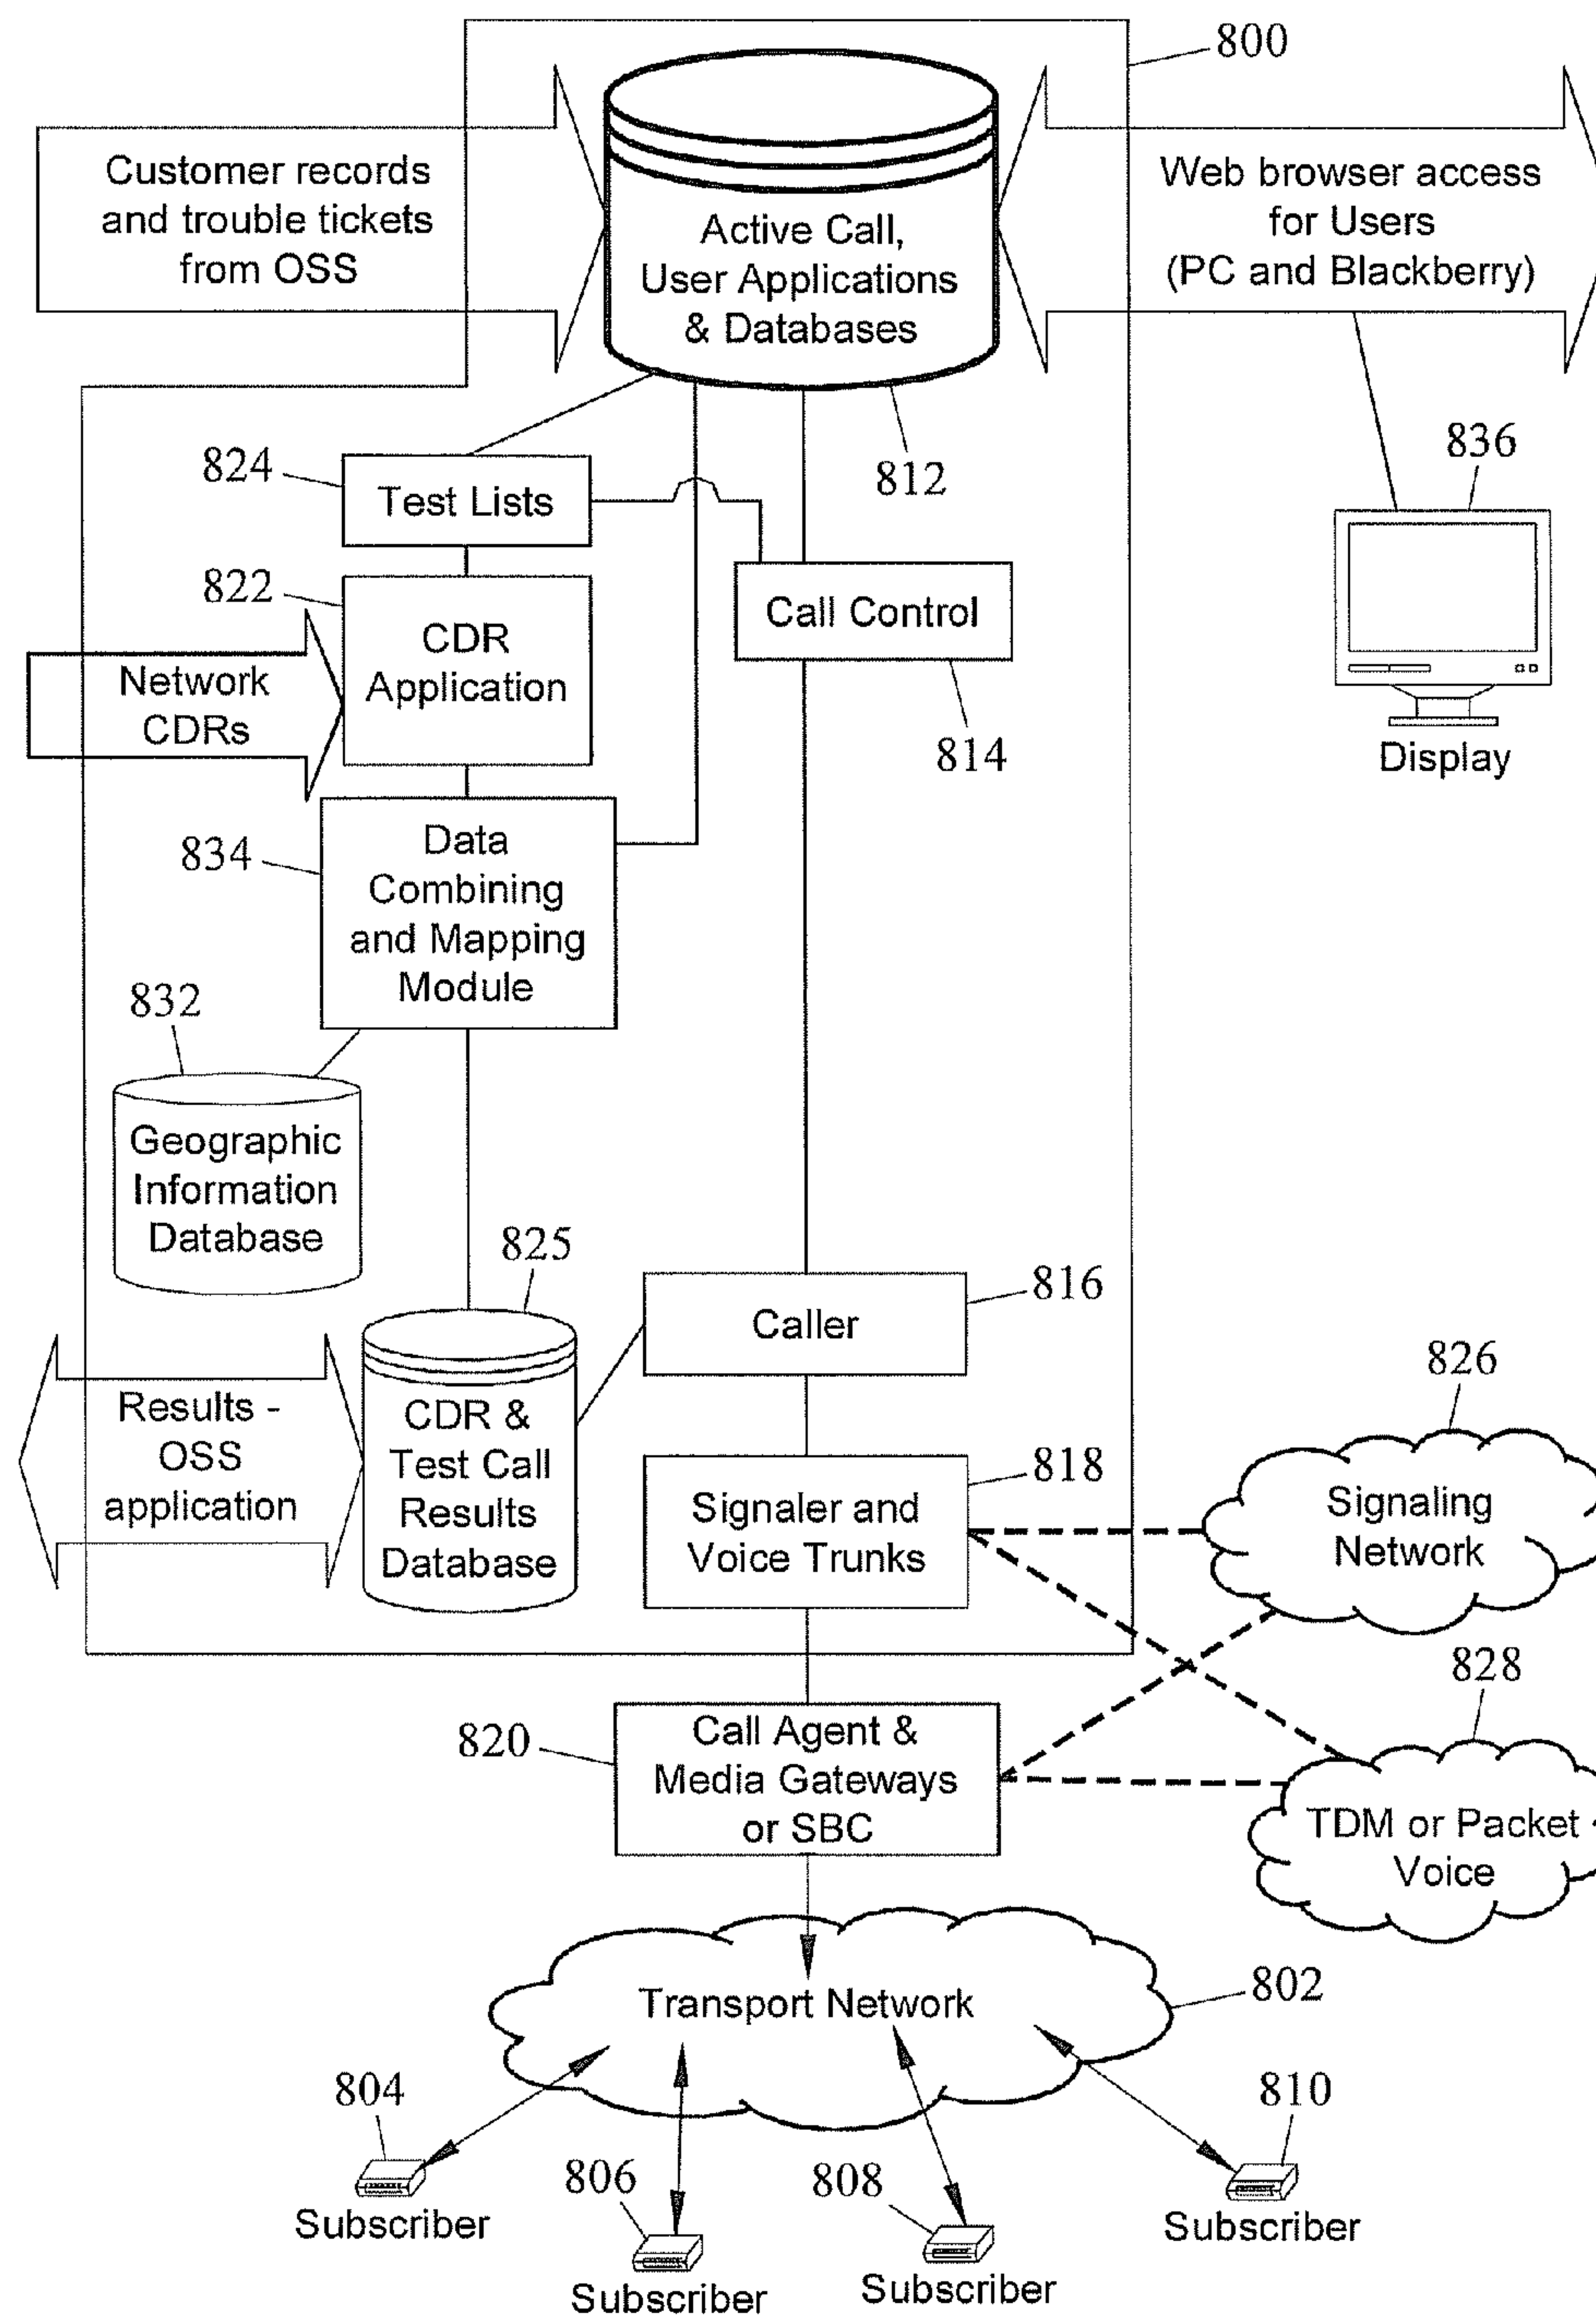 800
Customer records
and trouble tickets
from OSS
Active Call,
User Applications
& Databases
Web browser access
for Users
(PC and Blackberry)
812
824
Test Lists
836
822
CDR
Application
Call Control
Network
CDRs
814
Display
834
Data
Combining
and Mapping
Module
832
Geographic
Information
Database
825
816
Caller
Results -
OSS
application
CDR &
Test Call
Results
Database
818
Signaler and
Voice Trunks
826
Signaling
Network
820
Call Agent &
Media Gateways
or SBC
828
TDM or Packet
Voice
Transport Network
802
804
Subscriber
806
Subscriber
808
Subscriber
810
Subscriber